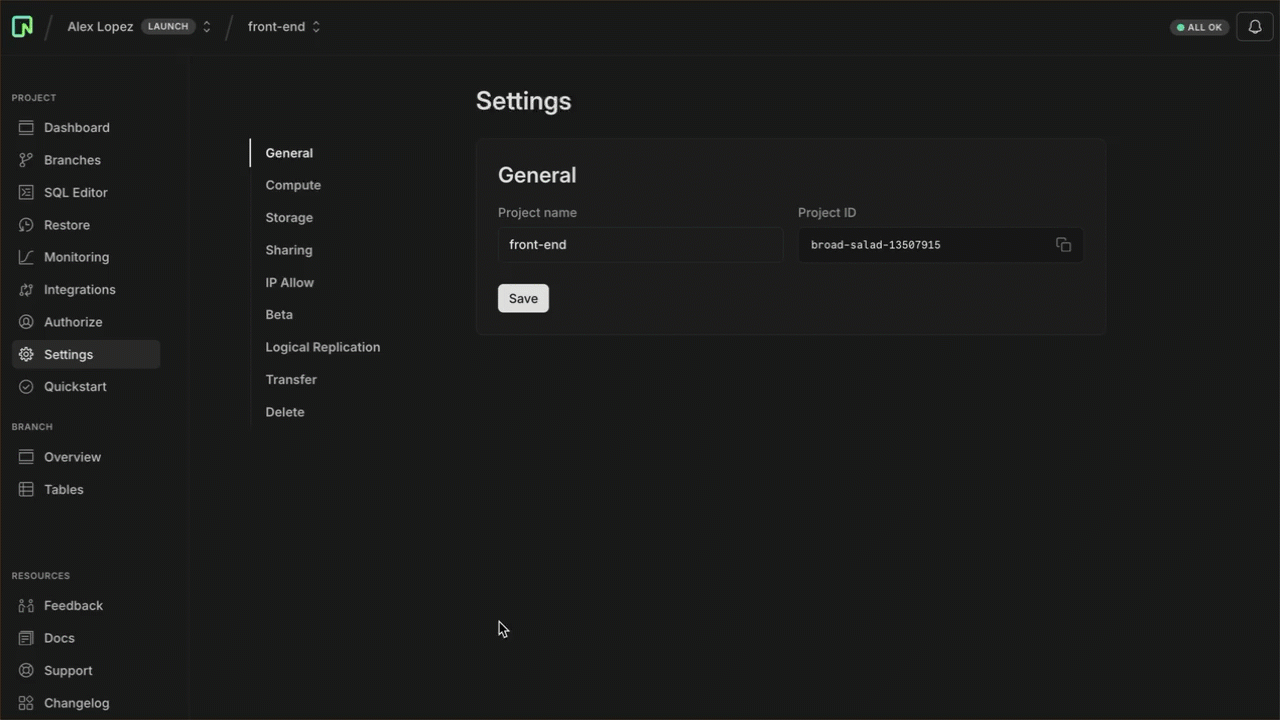 Alex Lopez LAUNCH front-end ALL OK
PROJECT
Dashboard
Branches
SQL Editor
Restore
Monitoring
Integrations
Authorize
Settings
Quickstart
BRANCH
Overview
Tables
RESOURCES
Feedback
Docs
Support
Changelog
General
Compute
Storage
Sharing
IP Allow
Beta
Logical Replication
Transfer
Delete
Settings
General
Project name Project ID
front-end broad-salad-13507915
Save